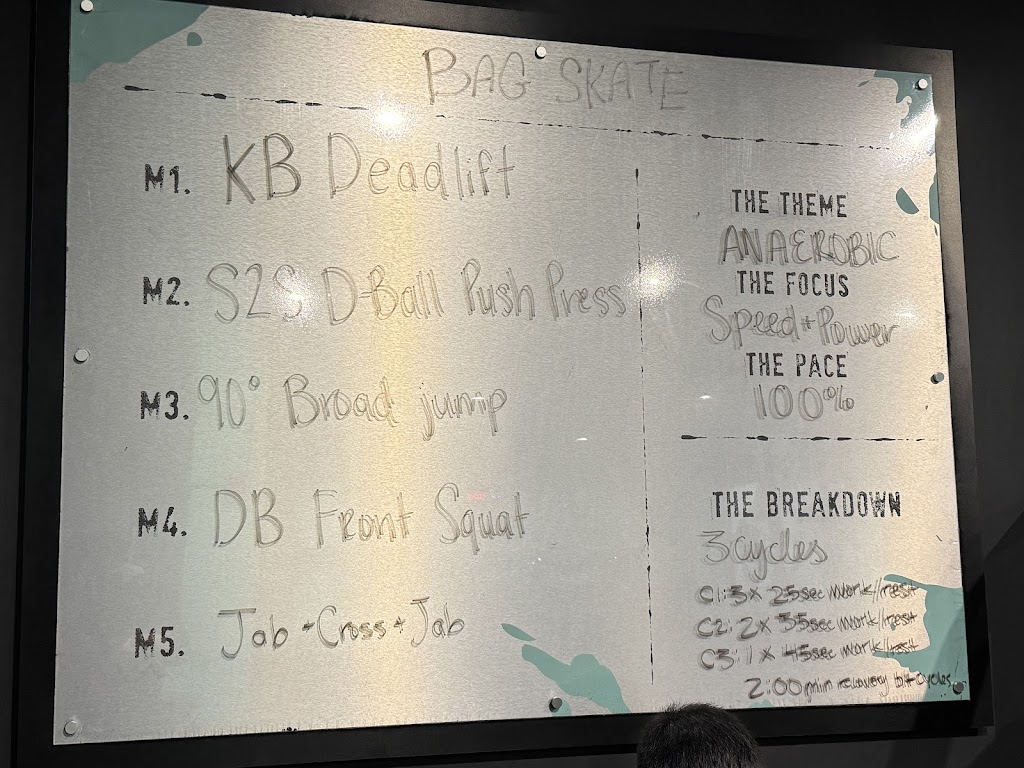 BAG SKATE
M1. KB Deadlift
M2. S2S D-Ball Push Press
M3. 90° Broad jump
M4. DB Front Squat
M5. Jab + Cross + Jab
THE THEME
ANAEROBIC
THE FOCUS
Speed + Power
THE PACE
100%
THE BREAKDOWN
3 cycles
C1: 3 x 25sec work//rest
C2: 2 x 35sec work//rest
C3: 1 x 45sec work//rest
2:00 min recovery bt cycles